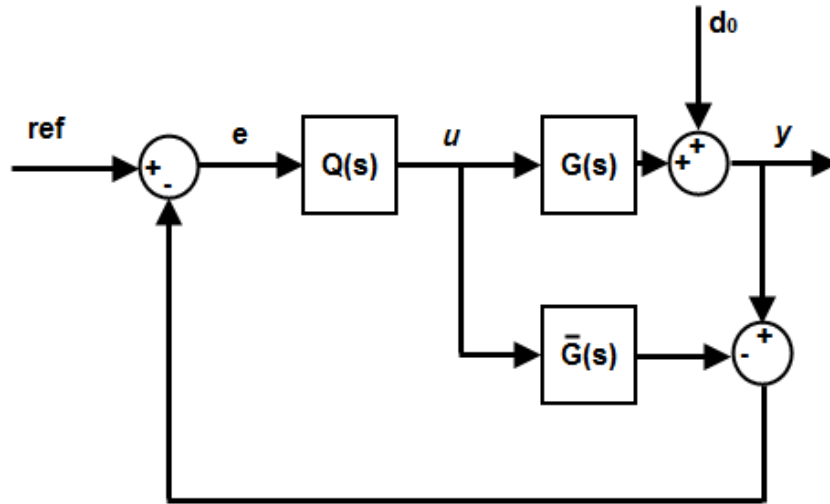 d₀
ref
e
u
y
Q(s)
G(s)
+
-
+
+
Ḡ(s)
-
+